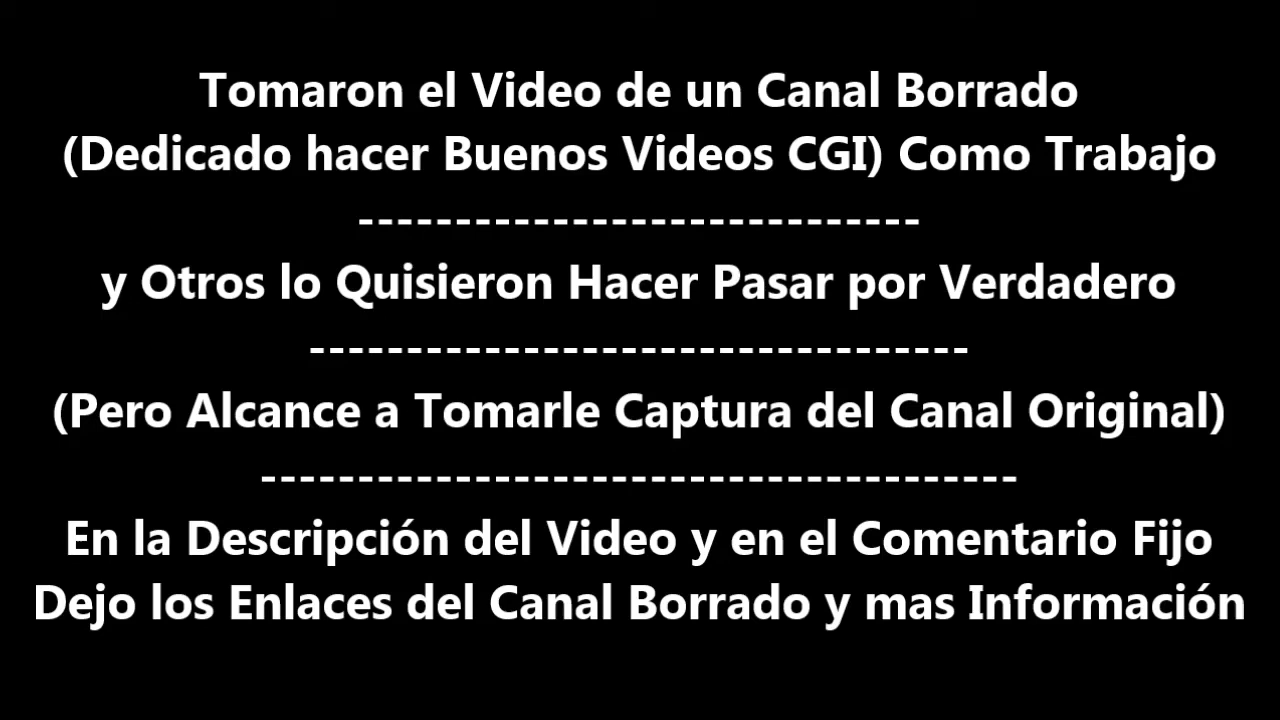 Tomaron el Video de un Canal Borrado
(Dedicado hacer Buenos Videos CGI) Como Trabajo
-----------------------------
y Otros lo Quisieron Hacer Pasar por Verdadero
----------------------------------
(Pero Alcance a Tomarle Captura del Canal Original)
---------------------------------------
En la Descripción del Video y en el Comentario Fijo
Dejo los Enlaces del Canal Borrado y mas Información